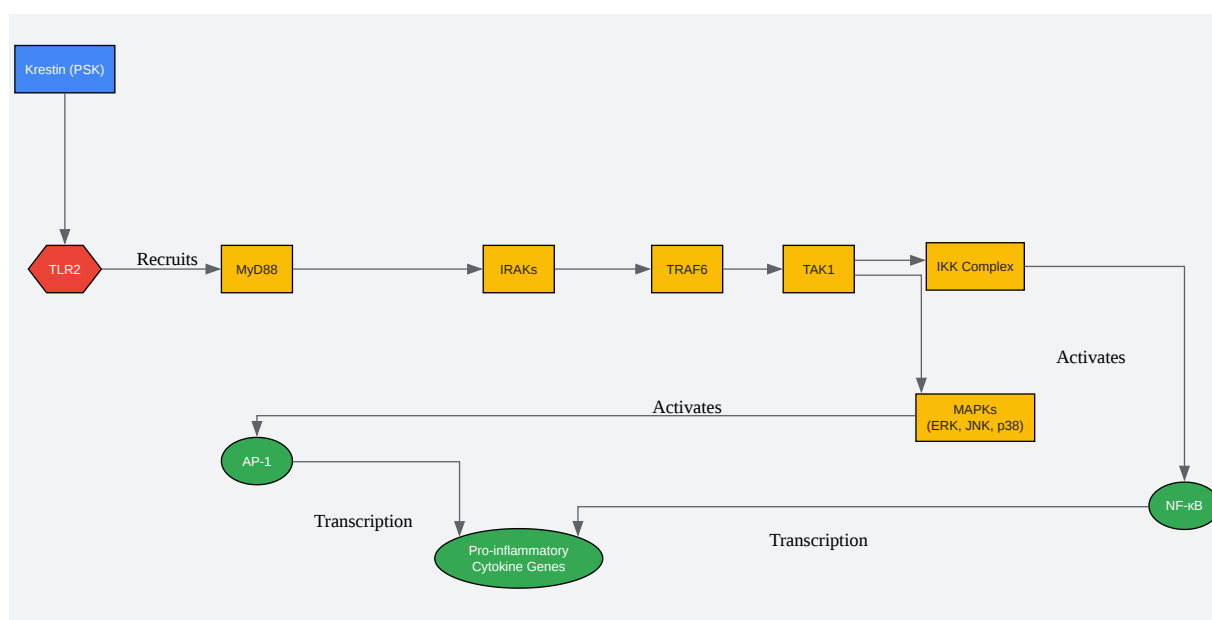 Krestin (PSK)
TLR2
Recruits
MyD88
IRAKs
TRAF6
TAK1
IKK Complex
Activates
MAPKs
(ERK, JNK, p38)
Activates
AP-1
NF-κB
Transcription
Transcription
Pro-inflammatory
Cytokine Genes